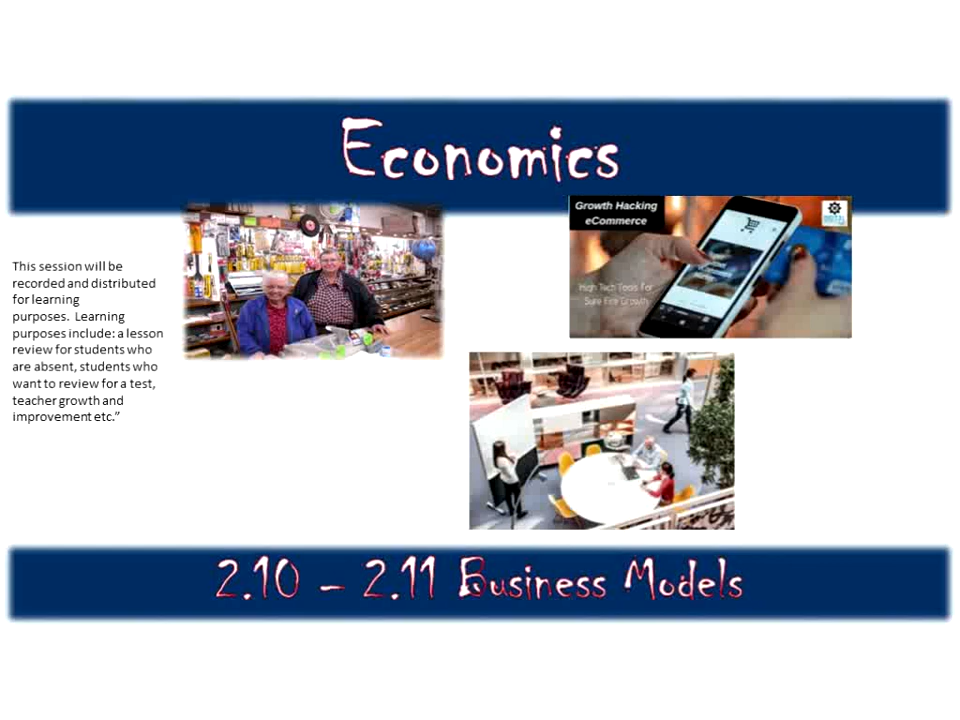 Economics
Growth Hacking
eCommerce
High Tech Tools For
Sure Fire Growth
This session will be
recorded and distributed
for learning
purposes.  Learning
purposes include: a lesson
review for students who
are absent, students who
want to review for a test,
teacher growth and
improvement etc.”
2.10 – 2.11 Business Models